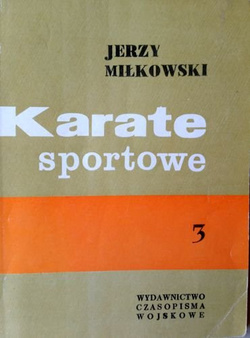 JERZY
MIŁKOWSKI
Karate
sportowe
3
WYDAWNICTWO
CZASOPISMA
WOJSKOWE